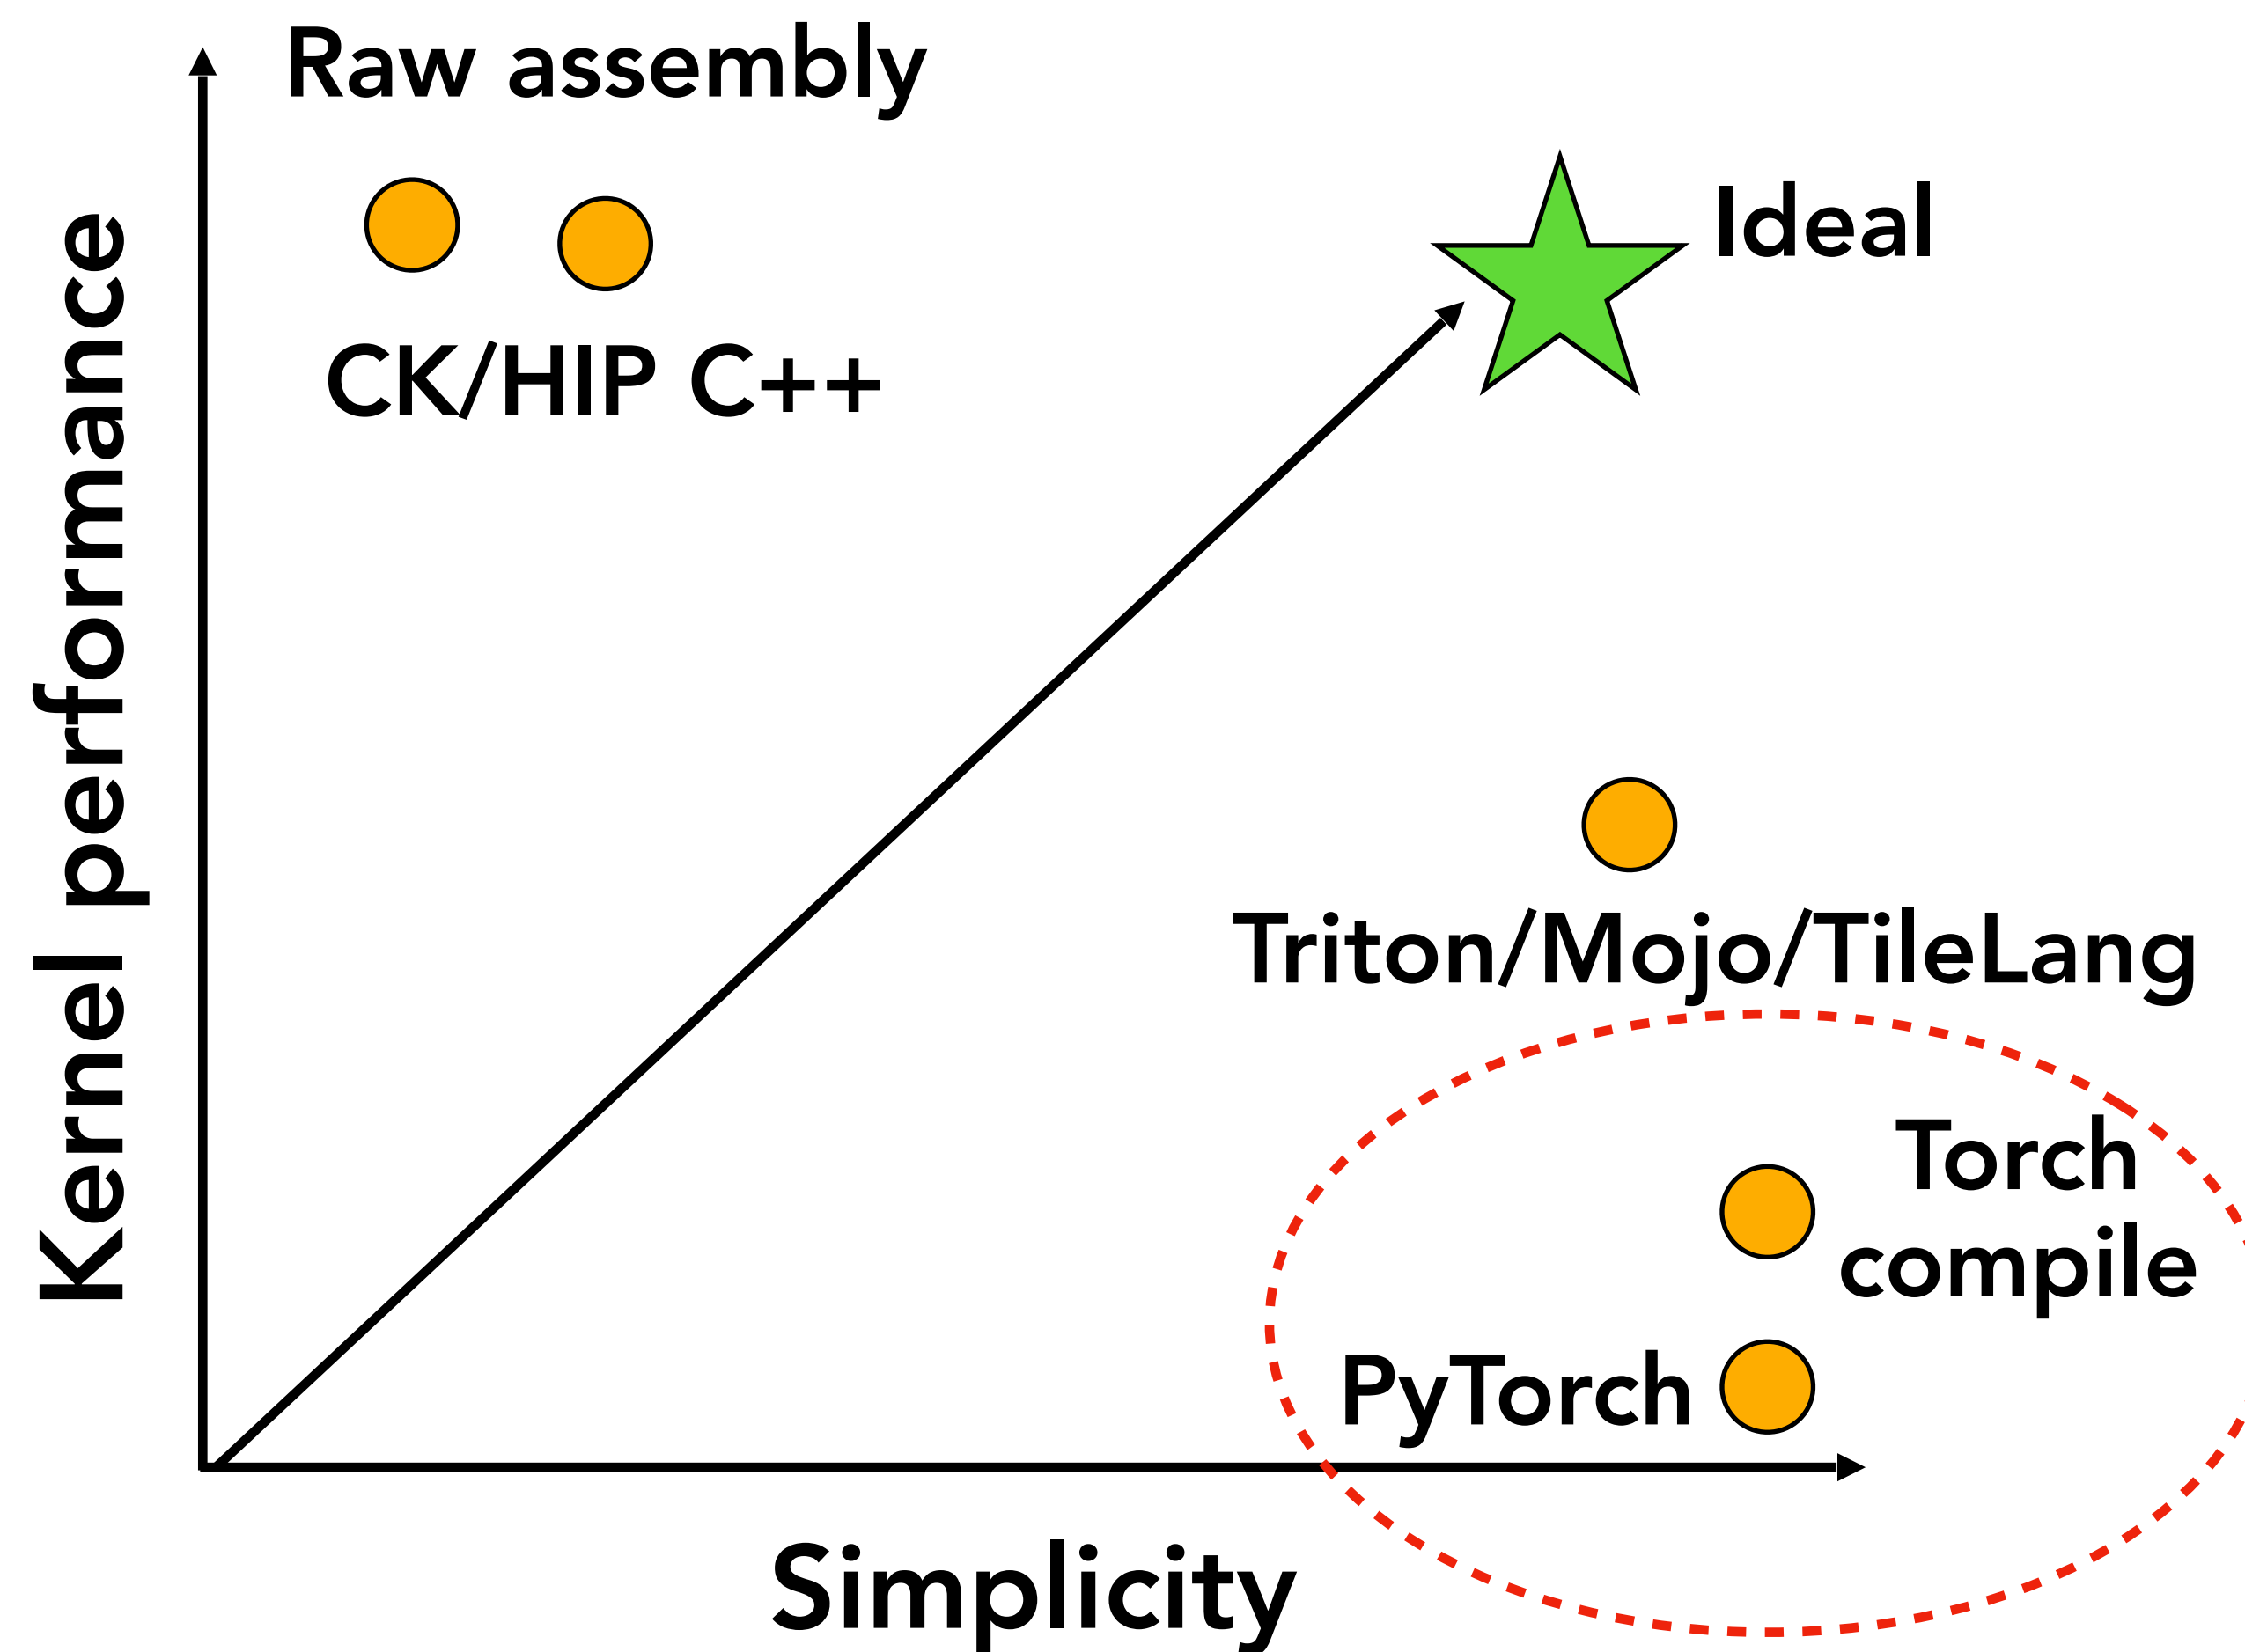 Raw assembly
Ideal
CK/HIP C++
Kernel performance
Triton/Mojo/TileLang
Torch
compile
PyTorch
Simplicity